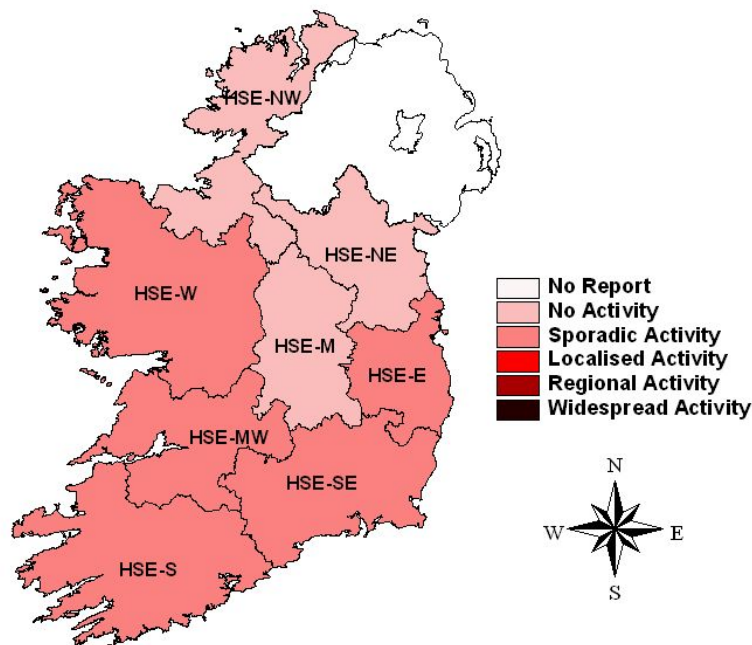 HSE-NW
HSE-NE
HSE-W
HSE-M
HSE-E
HSE-MW
HSE-SE
HSE-S
No Report
No Activity
Sporadic Activity
Localised Activity
Regional Activity
Widespread Activity
N
W E
S